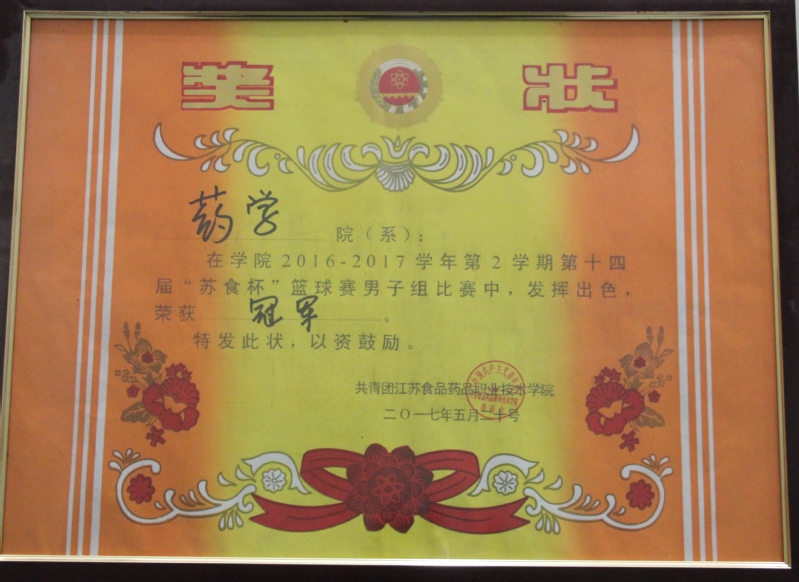 奖 状
药学 院（系）：
在学院2016-2017学年第2学期第十四
届“苏食杯”篮球赛男子组比赛中，发挥出色，
荣获 冠军 。
特发此状，以资鼓励。
共青团江苏食品药品职业技术学院
二〇一七年五月二十号